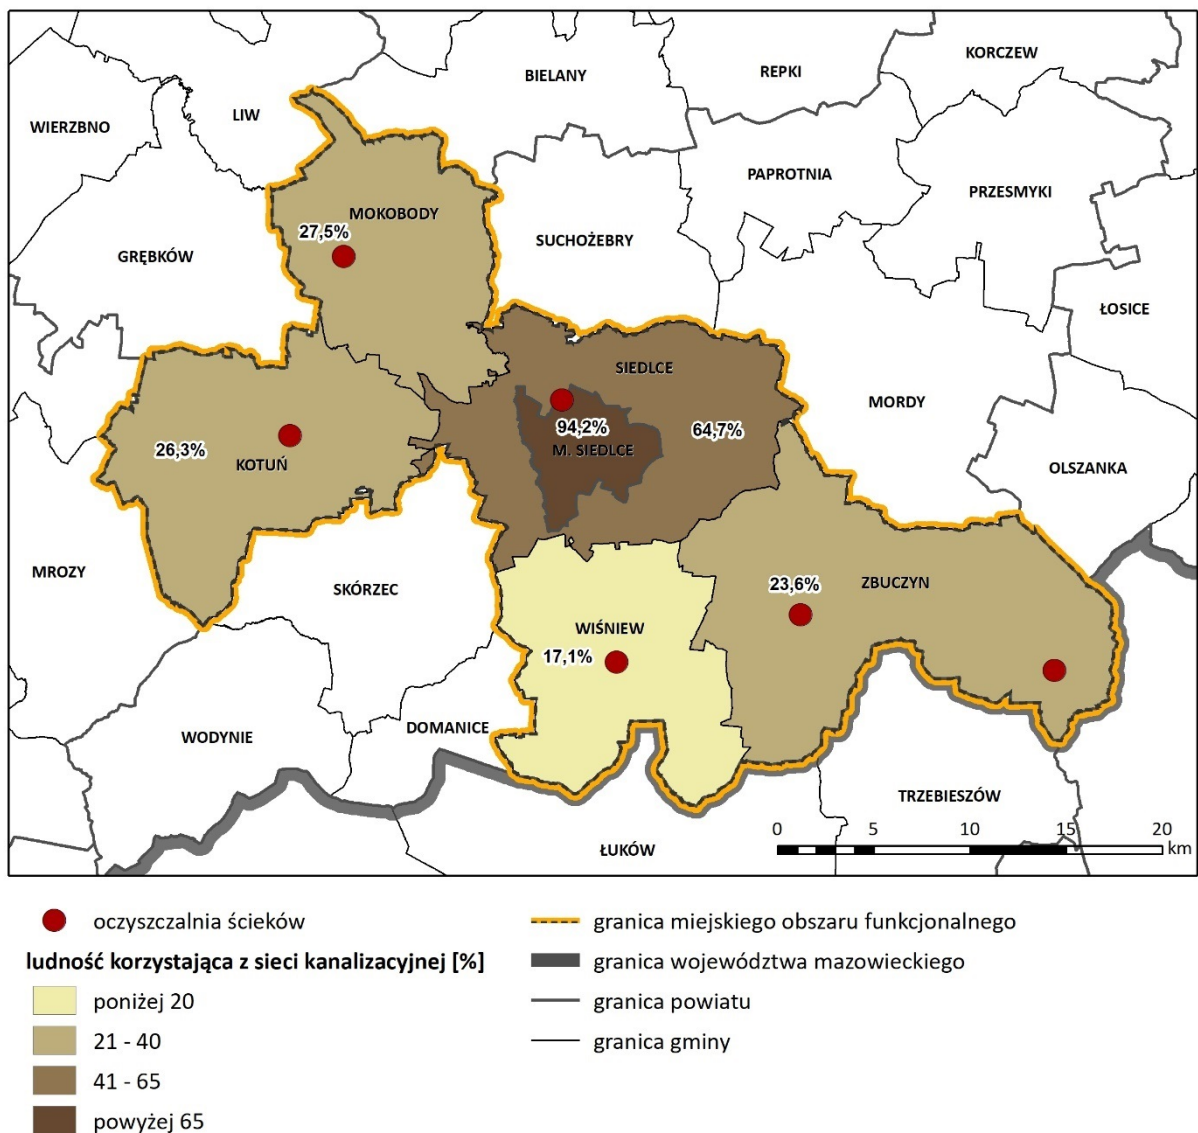 KORCZEW
BIELANY
REPKI
LIW
WIERZBNO
PAPROTNIA
PRZESMYKI
MOKOBODY
27,5%
SUCHOŻEBRY
GRĘBKÓW
ŁOSICE
SIEDLCE
MORDY
94,2%
64,7%
M. SIEDLCE
26,3%
KOTUŃ
OLSZANKA
MROZY
SKÓRZEC
23,6%
ZBUCZYN
WIŚNIEW
17,1%
DOMANICE
WODYNIE
TRZEBIESZÓW
0 5 10 15 20
km
ŁUKÓW
oczyszczalnia ścieków
ludność korzystająca z sieci kanalizacyjnej [%]
poniżej 20
21 - 40
41 - 65
powyżej 65
granica miejskiego obszaru funkcjonalnego
granica województwa mazowieckiego
granica powiatu
granica gminy